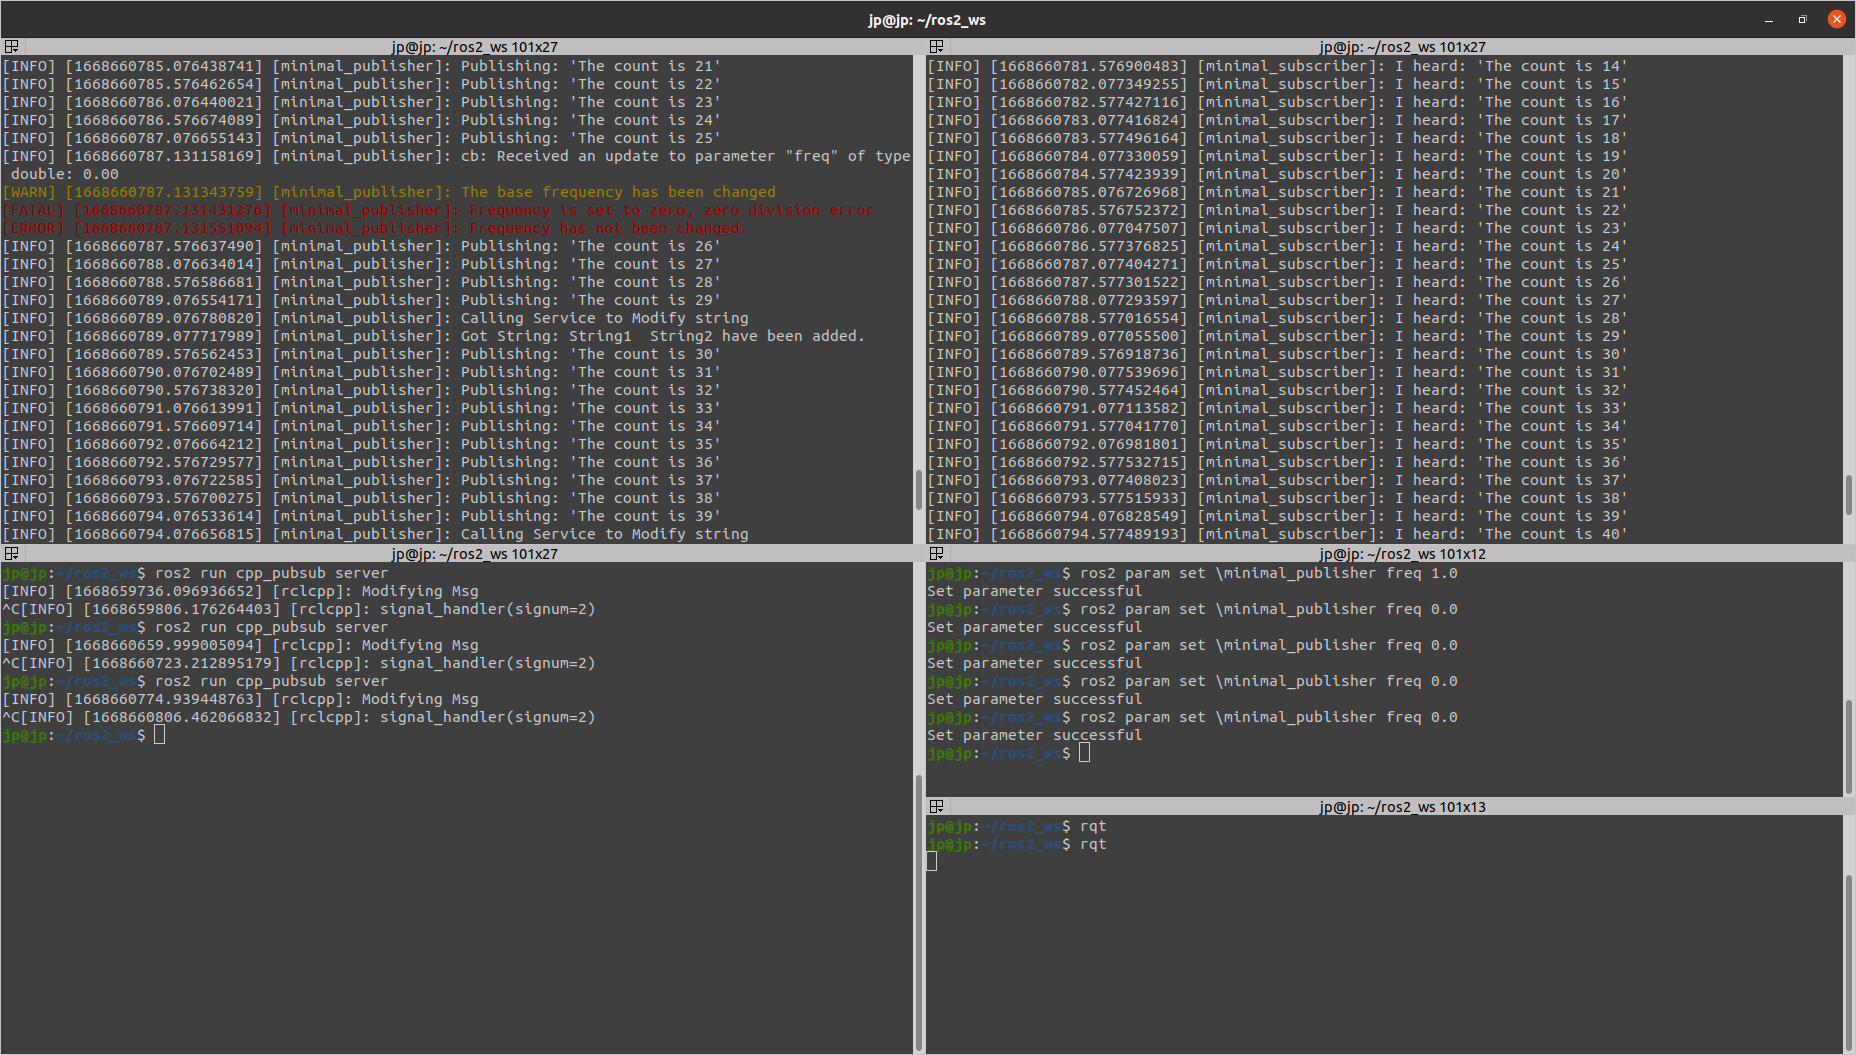 jp@jp: ~/ros2_ws
jp@jp: ~/ros2_ws 101x27
[INFO] [1668660785.076438741] [minimal_publisher]: Publishing: 'The count is 21'
[INFO] [1668660785.576462654] [minimal_publisher]: Publishing: 'The count is 22'
[INFO] [1668660786.076440021] [minimal_publisher]: Publishing: 'The count is 23'
[INFO] [1668660786.576674089] [minimal_publisher]: Publishing: 'The count is 24'
[INFO] [1668660787.076655143] [minimal_publisher]: Publishing: 'The count is 25'
[INFO] [1668660787.131158169] [minimal_publisher]: cb: Received an update to parameter "freq" of type
 double: 0.00
[WARN] [1668660787.131343759] [minimal_publisher]: The base frequency has been changed
[FATAL] [1668660787.131431276] [minimal_publisher]: Frequency is set to zero, zero division error
[ERROR] [1668660787.131551094] [minimal_publisher]: Frequency has not been changed.
[INFO] [1668660787.576637490] [minimal_publisher]: Publishing: 'The count is 26'
[INFO] [1668660788.076634014] [minimal_publisher]: Publishing: 'The count is 27'
[INFO] [1668660788.576586681] [minimal_publisher]: Publishing: 'The count is 28'
[INFO] [1668660789.076554171] [minimal_publisher]: Publishing: 'The count is 29'
[INFO] [1668660789.076780820] [minimal_publisher]: Calling Service to Modify string
[INFO] [1668660789.077717989] [minimal_publisher]: Got String: String1  String2 have been added.
[INFO] [1668660789.576562453] [minimal_publisher]: Publishing: 'The count is 30'
[INFO] [1668660790.076702489] [minimal_publisher]: Publishing: 'The count is 31'
[INFO] [1668660790.576738320] [minimal_publisher]: Publishing: 'The count is 32'
[INFO] [1668660791.076613991] [minimal_publisher]: Publishing: 'The count is 33'
[INFO] [1668660791.576609714] [minimal_publisher]: Publishing: 'The count is 34'
[INFO] [1668660792.076664212] [minimal_publisher]: Publishing: 'The count is 35'
[INFO] [1668660792.576729577] [minimal_publisher]: Publishing: 'The count is 36'
[INFO] [1668660793.076722585] [minimal_publisher]: Publishing: 'The count is 37'
[INFO] [1668660793.576700275] [minimal_publisher]: Publishing: 'The count is 38'
[INFO] [1668660794.076533614] [minimal_publisher]: Publishing: 'The count is 39'
[INFO] [1668660794.076656815] [minimal_publisher]: Calling Service to Modify string
jp@jp: ~/ros2_ws 101x27
[INFO] [1668660781.576900483] [minimal_subscriber]: I heard: 'The count is 14'
[INFO] [1668660782.077349255] [minimal_subscriber]: I heard: 'The count is 15'
[INFO] [1668660782.577427116] [minimal_subscriber]: I heard: 'The count is 16'
[INFO] [1668660783.077416824] [minimal_subscriber]: I heard: 'The count is 17'
[INFO] [1668660783.577496164] [minimal_subscriber]: I heard: 'The count is 18'
[INFO] [1668660784.077330059] [minimal_subscriber]: I heard: 'The count is 19'
[INFO] [1668660784.577423939] [minimal_subscriber]: I heard: 'The count is 20'
[INFO] [1668660785.076726968] [minimal_subscriber]: I heard: 'The count is 21'
[INFO] [1668660785.576752372] [minimal_subscriber]: I heard: 'The count is 22'
[INFO] [1668660786.077047507] [minimal_subscriber]: I heard: 'The count is 23'
[INFO] [1668660786.577376825] [minimal_subscriber]: I heard: 'The count is 24'
[INFO] [1668660787.077404271] [minimal_subscriber]: I heard: 'The count is 25'
[INFO] [1668660787.577301522] [minimal_subscriber]: I heard: 'The count is 26'
[INFO] [1668660788.077293597] [minimal_subscriber]: I heard: 'The count is 27'
[INFO] [1668660788.577016554] [minimal_subscriber]: I heard: 'The count is 28'
[INFO] [1668660789.077055500] [minimal_subscriber]: I heard: 'The count is 29'
[INFO] [1668660789.576918736] [minimal_subscriber]: I heard: 'The count is 30'
[INFO] [1668660790.077539696] [minimal_subscriber]: I heard: 'The count is 31'
[INFO] [1668660790.577452464] [minimal_subscriber]: I heard: 'The count is 32'
[INFO] [1668660791.077113582] [minimal_subscriber]: I heard: 'The count is 33'
[INFO] [1668660791.577041770] [minimal_subscriber]: I heard: 'The count is 34'
[INFO] [1668660792.076981801] [minimal_subscriber]: I heard: 'The count is 35'
[INFO] [1668660792.577532715] [minimal_subscriber]: I heard: 'The count is 36'
[INFO] [1668660793.077408023] [minimal_subscriber]: I heard: 'The count is 37'
[INFO] [1668660793.577515933] [minimal_subscriber]: I heard: 'The count is 38'
[INFO] [1668660794.076828549] [minimal_subscriber]: I heard: 'The count is 39'
[INFO] [1668660794.577489193] [minimal_subscriber]: I heard: 'The count is 40'
jp@jp: ~/ros2_ws 101x27
jp@jp:~/ros2_ws$ ros2 run cpp_pubsub server
[INFO] [1668659736.096936652] [rclcpp]: Modifying Msg
^C[INFO] [1668659806.176264403] [rclcpp]: signal_handler(signum=2)
jp@jp:~/ros2_ws$ ros2 run cpp_pubsub server
[INFO] [1668660659.999005094] [rclcpp]: Modifying Msg
^C[INFO] [1668660723.212895179] [rclcpp]: signal_handler(signum=2)
jp@jp:~/ros2_ws$ ros2 run cpp_pubsub server
[INFO] [1668660774.939448763] [rclcpp]: Modifying Msg
^C[INFO] [1668660806.462066832] [rclcpp]: signal_handler(signum=2)
jp@jp:~/ros2_ws$
jp@jp: ~/ros2_ws 101x12
jp@jp:~/ros2_ws$ ros2 param set \minimal_publisher freq 1.0
Set parameter successful
jp@jp:~/ros2_ws$ ros2 param set \minimal_publisher freq 0.0
Set parameter successful
jp@jp:~/ros2_ws$ ros2 param set \minimal_publisher freq 0.0
Set parameter successful
jp@jp:~/ros2_ws$ ros2 param set \minimal_publisher freq 0.0
Set parameter successful
jp@jp:~/ros2_ws$ ros2 param set \minimal_publisher freq 0.0
Set parameter successful
jp@jp:~/ros2_ws$
jp@jp: ~/ros2_ws 101x13
jp@jp:~/ros2_ws$ rqt
jp@jp:~/ros2_ws$ rqt